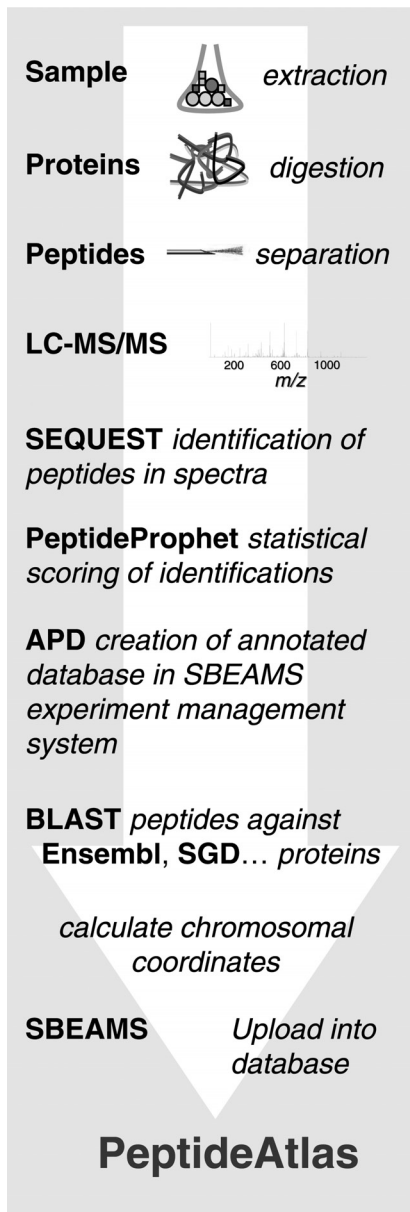 Sample extraction
Proteins digestion
Peptides separation
LC-MS/MS
200 600 1000
m/z
SEQUEST identification of
peptides in spectra
PeptideProphet statistical
scoring of identifications
APD creation of annotated
database in SBEAMS
experiment management
system
BLAST peptides against
Ensembl, SGD... proteins
calculate chromosomal
coordinates
SBEAMS Upload into
database
PeptideAtlas